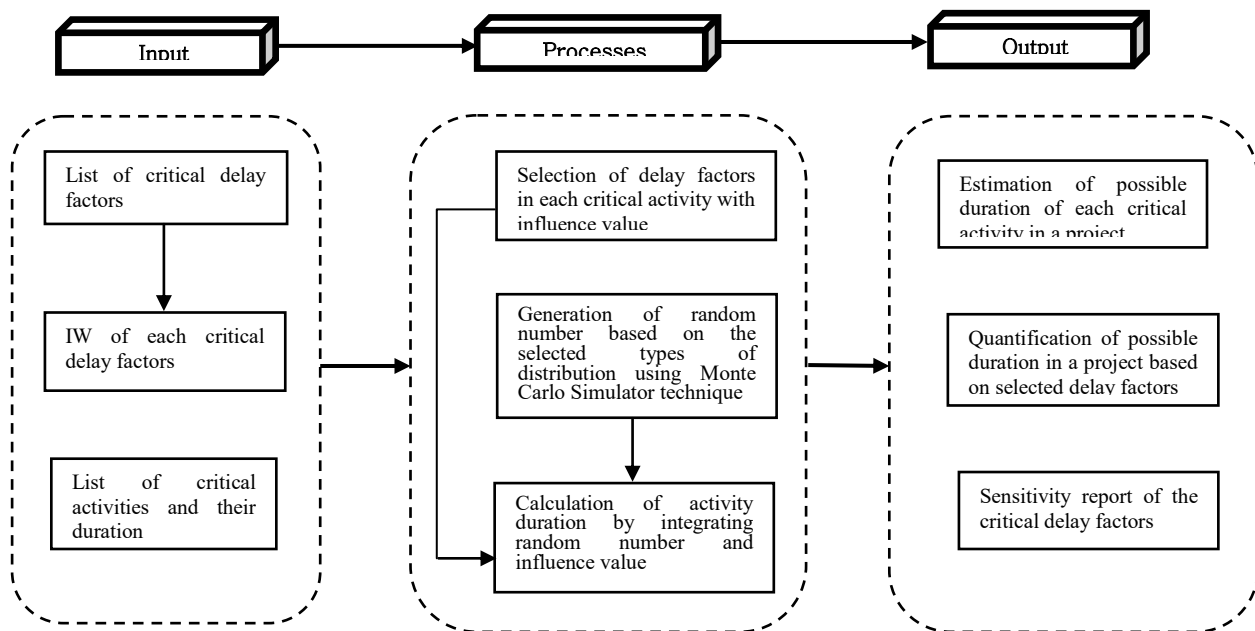 Input
Processes
Output
List of critical delay
factors
IW of each critical
delay factors
List of critical
activities and their
duration
Selection of delay factors
in each critical activity with
influence value
Generation of random
number based on the
selected types of
distribution using Monte
Carlo Simulator technique
Calculation of activity
duration by integrating
random number and
influence value
Estimation of possible
duration of each critical
activity in a project
Quantification of possible
duration in a project based
on selected delay factors
Sensitivity report of the
critical delay factors